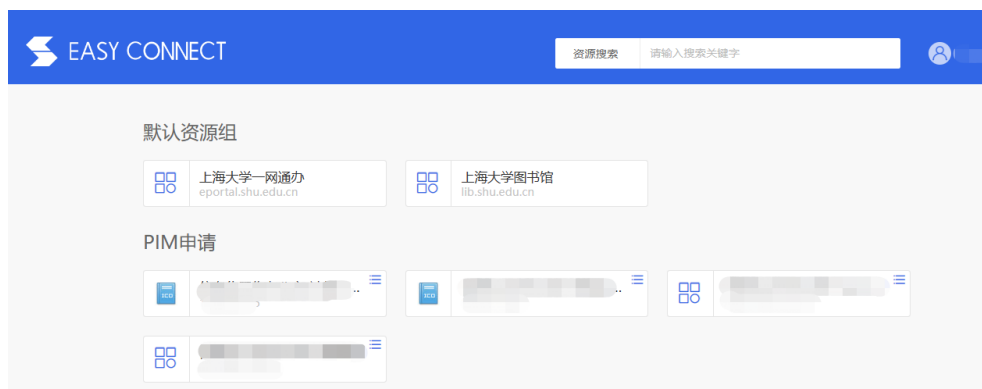 EASY CONNECT
资源搜索 请输入搜索关键字
默认资源组
上海大学一网通办
eportal.shu.edu.cn
上海大学图书馆
lib.shu.edu.cn
PIM申请